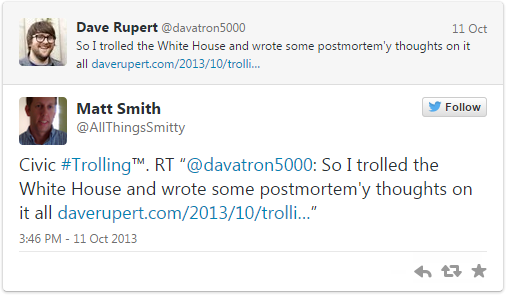 Dave Rupert @davatron5000 11 Oct
So I trolled the White House and wrote some postmortem'y thoughts on it
all daverupert.com/2013/10/trolli...
Matt Smith Follow
@AllThingsSmitty
Civic #Trolling™. RT “@davatron5000: So I trolled the
White House and wrote some postmortem'y thoughts on
it all daverupert.com/2013/10/trolli...”
3:46 PM - 11 Oct 2013